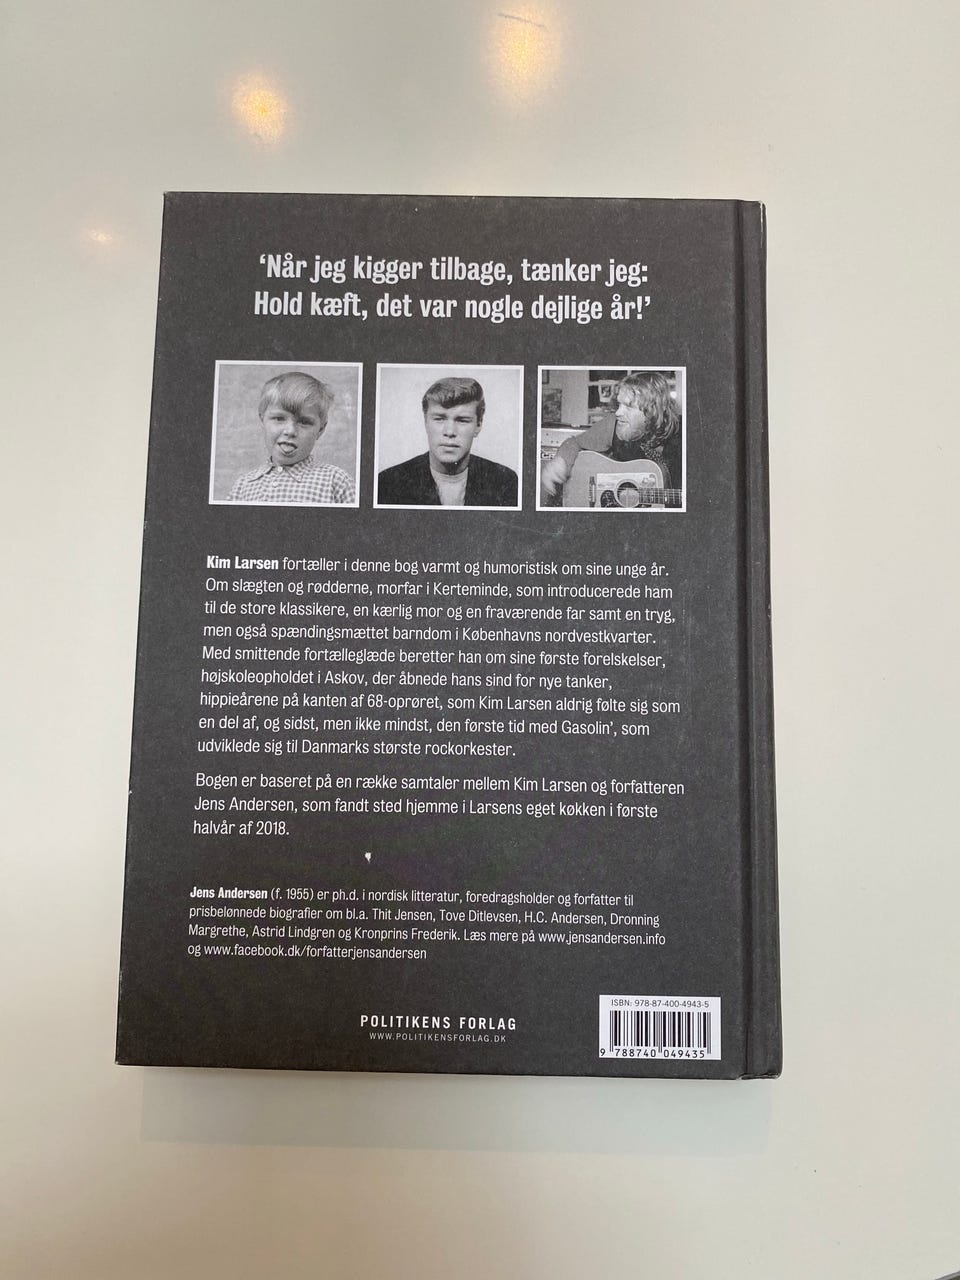 ‘Når jeg kigger tilbage, tænker jeg:
Hold kæft, det var nogle dejlige år!’
Kim Larsen fortæller i denne bog varmt og humoristisk om sine unge år.
Om slægten og rødderne, morfar i Kerteminde, som introducerede ham
til de store klassikere, en kærlig mor og en fraværende far samt en tryg,
men også spændingsmættet barndom i Københavns nordvestkvarter.
Med smittende fortælleglæde beretter han om sine første forelskelser,
højskoleopholdet i Askov, der åbnede hans sind for nye tanker,
hippieårene på kanten af 68-oprøret, som Kim Larsen aldrig følte sig som
en del af, og sidst, men ikke mindst, den første tid med Gasolin’, som
udviklede sig til Danmarks største rockorkester.
Bogen er baseret på en række samtaler mellem Kim Larsen og forfatteren
Jens Andersen, som fandt sted hjemme i Larsens eget køkken i første
halvår af 2018.
Jens Andersen (f. 1955) er ph.d. i nordisk litteratur, foredragsholder og forfatter til
prisbelønnede biografier om bl.a. Thit Jensen, Tove Ditlevsen, H.C. Andersen, Dronning
Margrethe, Astrid Lindgren og Kronprins Frederik. Læs mere på www.jensandersen.info
og www.facebook.dk/forfatterjensandersen
POLITIKENS FORLAG
WWW.POLITIKENSFORLAG.DK
ISBN: 978-87-400-4943-5
9 788740 049435